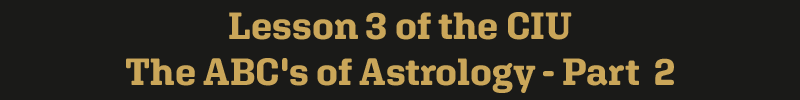 Lesson 3 of the CIU
The ABC's of Astrology - Part 2